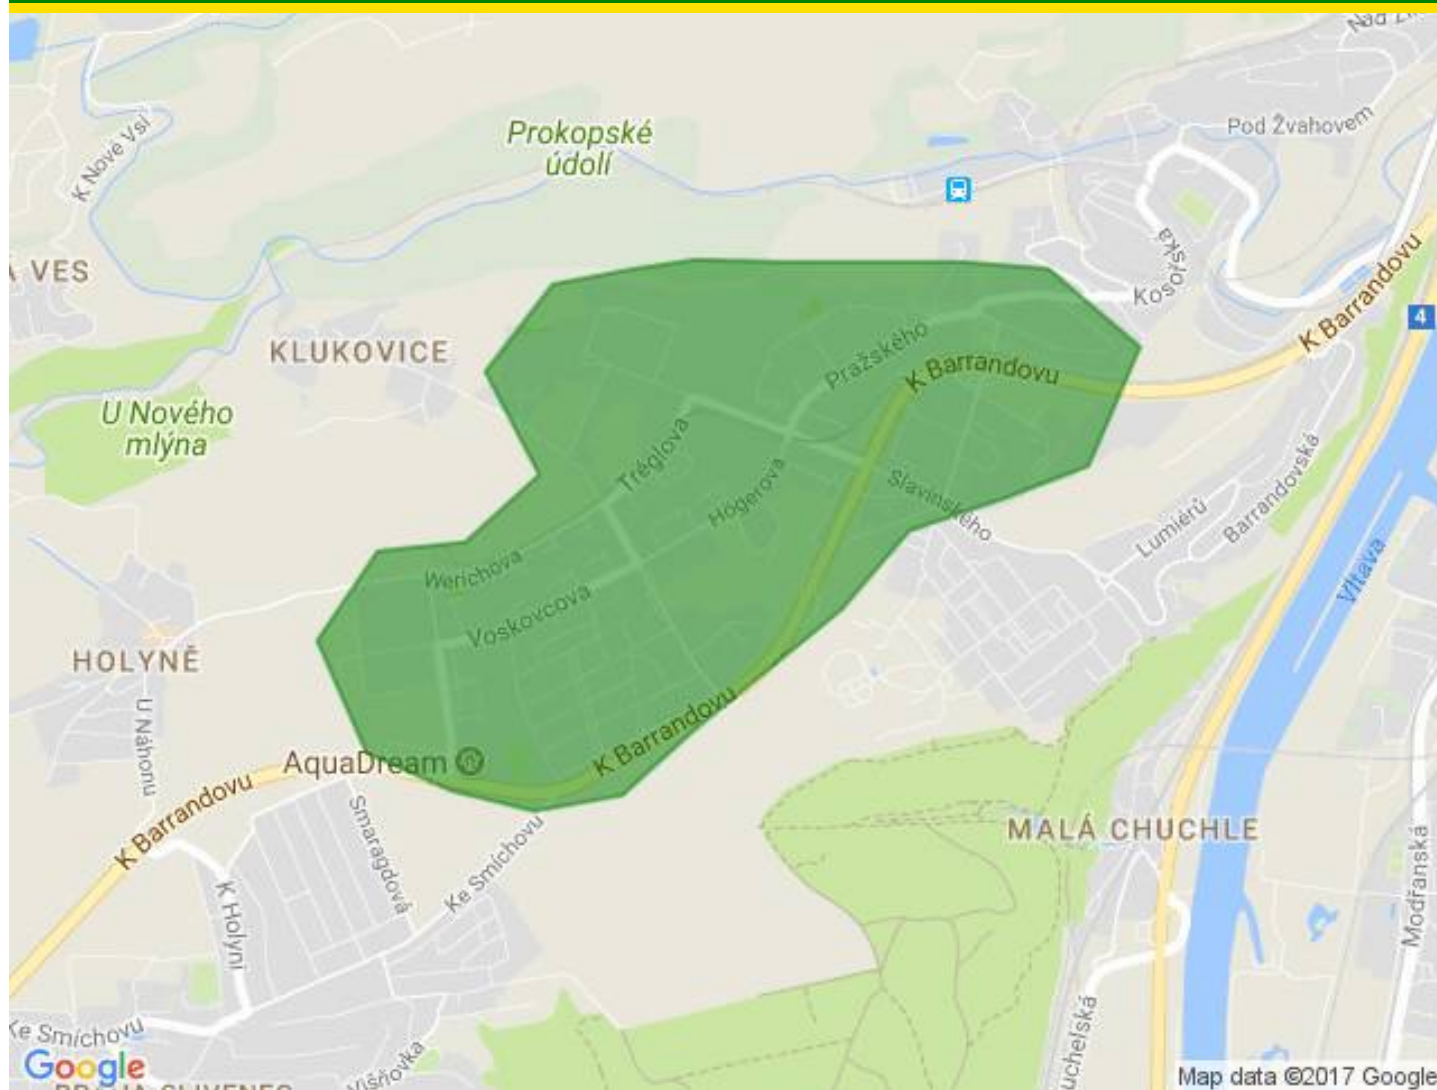 Prokopské
údolí
K Nové Vsi
Pod Žvahovem
VES
Kosořská
K Barrandovu
4
KLUKOVICE
Pražského
K Barrandovu
U Nového
mlýna
Tréglova
Högerova
Slavínského
Lumiérů
Barrandovská
Vltava
Werichova
Voskovcova
HOLYNĚ
U Náhonu
AquaDream
K Barrandovu
K Barrandovu
Smaragdová
Ke Smíchovu
MALÁ CHUCHLE
Modřanská
K Holyni
Ke Smíchovu
Višňovka
Google
Map data ©2017 Google